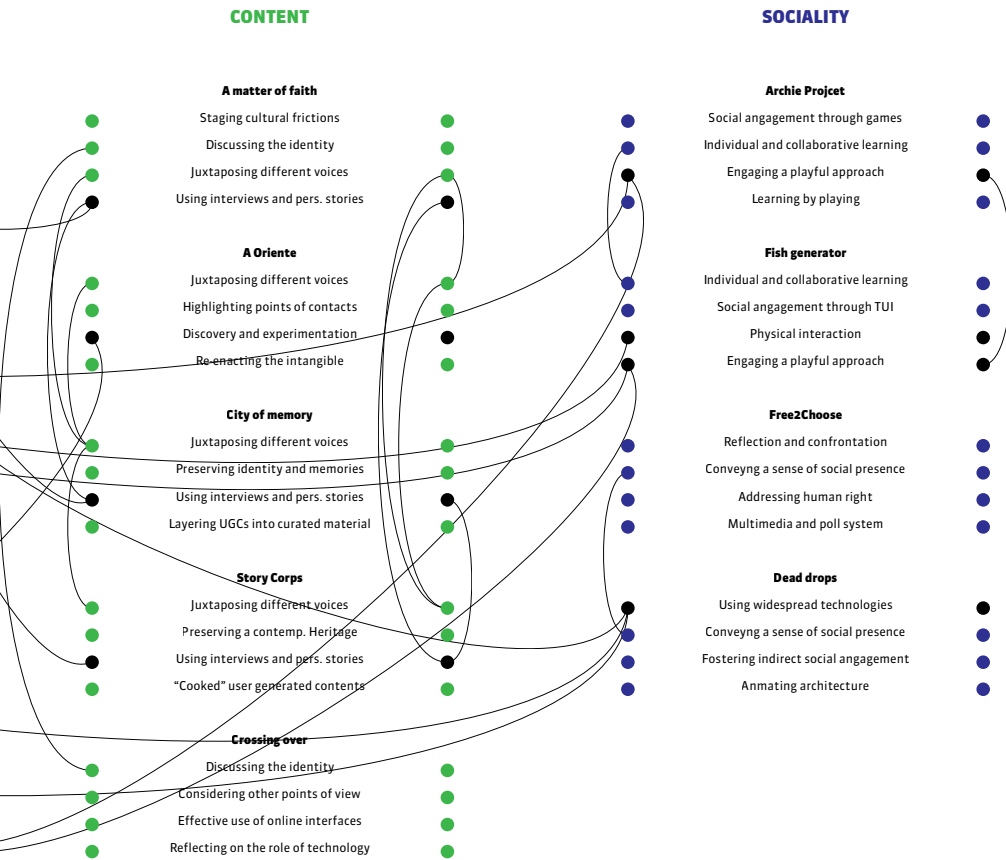 CONTENT
A matter of faith
Staging cultural frictions
Discussing the identity
Juxtaposing different voices
Using interviews and pers. stories
A Oriente
Juxtaposing different voices
Highlighting points of contacts
Discovery and experimentation
Re-enacting the intangible
City of memory
Juxtaposing different voices
Preserving identity and memories
Using interviews and pers. stories
Layering UGCs into curated material
Story Corps
Juxtaposing different voices
Preserving a contemp. Heritage
Using interviews and pers. stories
“Cooked” user generated contents
Crossing over
Discussing the identity
Considering other points of view
Effective use of online interfaces
Reflecting on the role of technology
SOCIALITY
Archie Projcet
Social angagement through games
Individual and collaborative learning
Engaging a playful approach
Learning by playing
Fish generator
Individual and collaborative learning
Social angagement through TUI
Physical interaction
Engaging a playful approach
Free2Choose
Reflection and confrontation
Conveyng a sense of social presence
Addressing human right
Multimedia and poll system
Dead drops
Using widespread technologies
Conveyng a sense of social presence
Fostering indirect social angagement
Anmating architecture